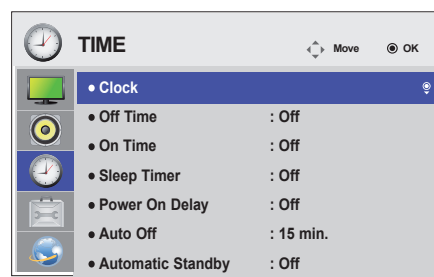 TIME Move OK
● Clock
● Off Time : Off
● On Time : Off
● Sleep Timer : Off
● Power On Delay : Off
● Auto Off : 15 min.
● Automatic Standby : Off